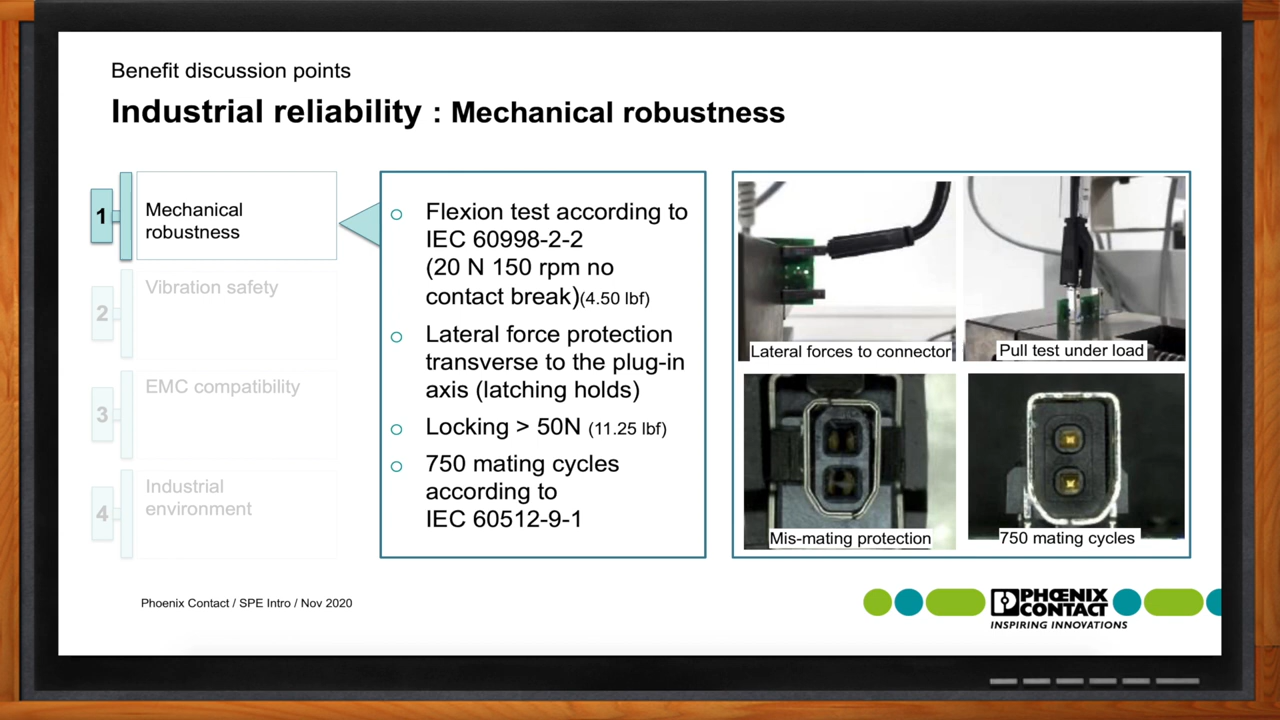 Benefit discussion points
Industrial reliability : Mechanical robustness
1
Mechanical
robustness
2
Vibration safety
3
EMC compatibility
4
Industrial
environment
Flexion test according to
IEC 60998-2-2
(20 N 150 rpm no
contact break)(4.50 lbf)
Lateral force protection
transverse to the plug-in
axis (latching holds)
Locking > 50N (11.25 lbf)
750 mating cycles
according to
IEC 60512-9-1
Lateral forces to connector
Pull test under load
Mis-mating protection
750 mating cycles
Phoenix Contact / SPE Intro / Nov 2020
PHŒNIX
CONTACT
INSPIRING INNOVATIONS